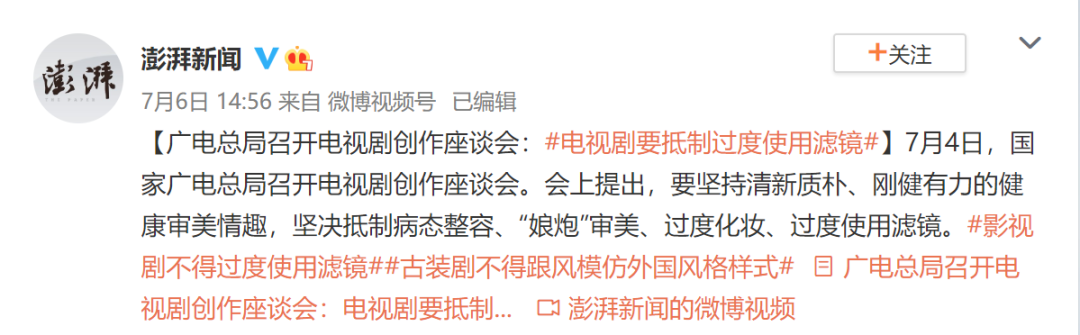 澎湃
THE PAPER
澎湃新闻
+关注
7月6日 14:56 来自 微博视频号 已编辑
【广电总局召开电视剧创作座谈会：#电视剧要抵制过度使用滤镜#】7月4日，国
家广电总局召开电视剧创作座谈会。会上提出，要坚持清新质朴、刚健有力的健
康审美情趣，坚决抵制病态整容、“娘炮”审美、过度化妆、过度使用滤镜。#影视
剧不得过度使用滤镜##古装剧不得跟风模仿外国风格样式# 广电总局召开电
视剧创作座谈会：电视剧要抵制... 澎湃新闻的微博视频